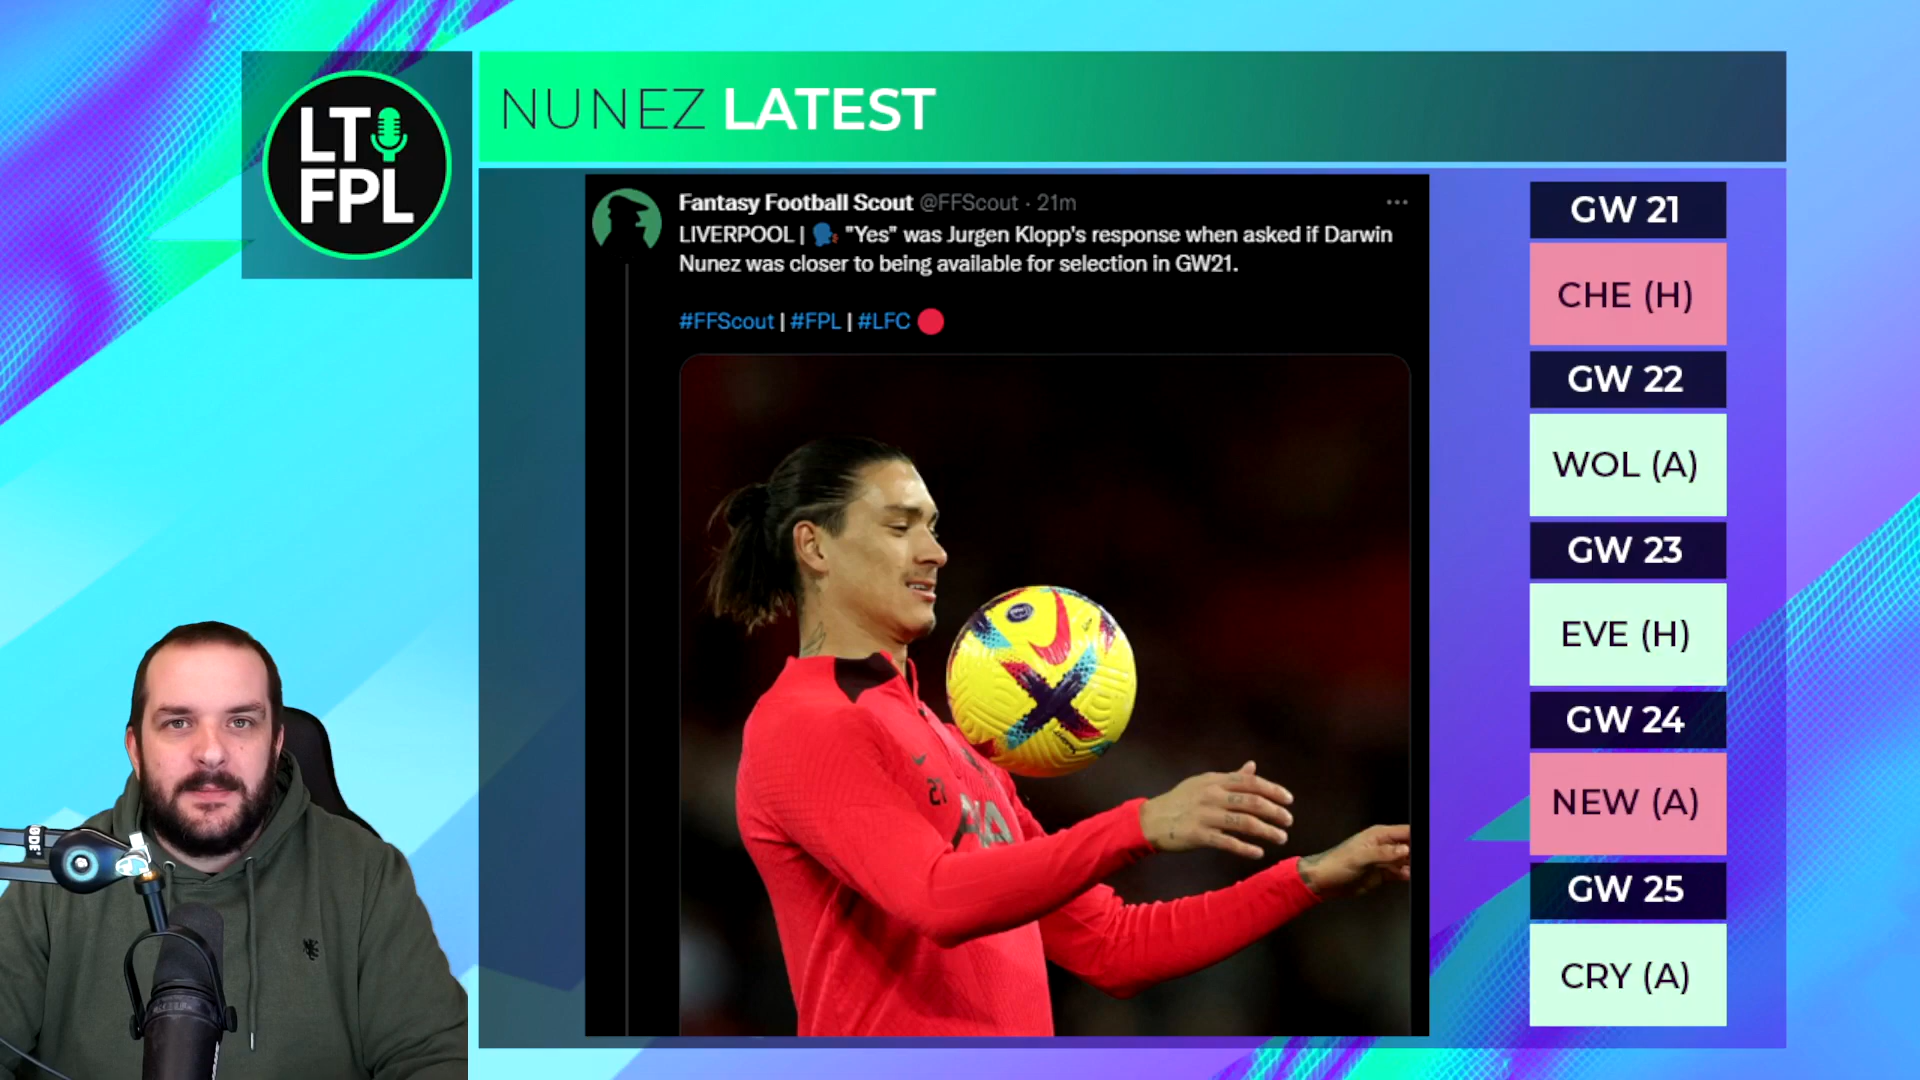 LT
FPL
NUNEZ LATEST
Fantasy Football Scout @FFScout · 21m
LIVERPOOL | 🗣 "Yes" was Jurgen Klopp's response when asked if Darwin
Nunez was closer to being available for selection in GW21.
#FFScout | #FPL | #LFC 🔴
27
GW 21
CHE (H)
GW 22
WOL (A)
GW 23
EVE (H)
GW 24
NEW (A)
GW 25
CRY (A)